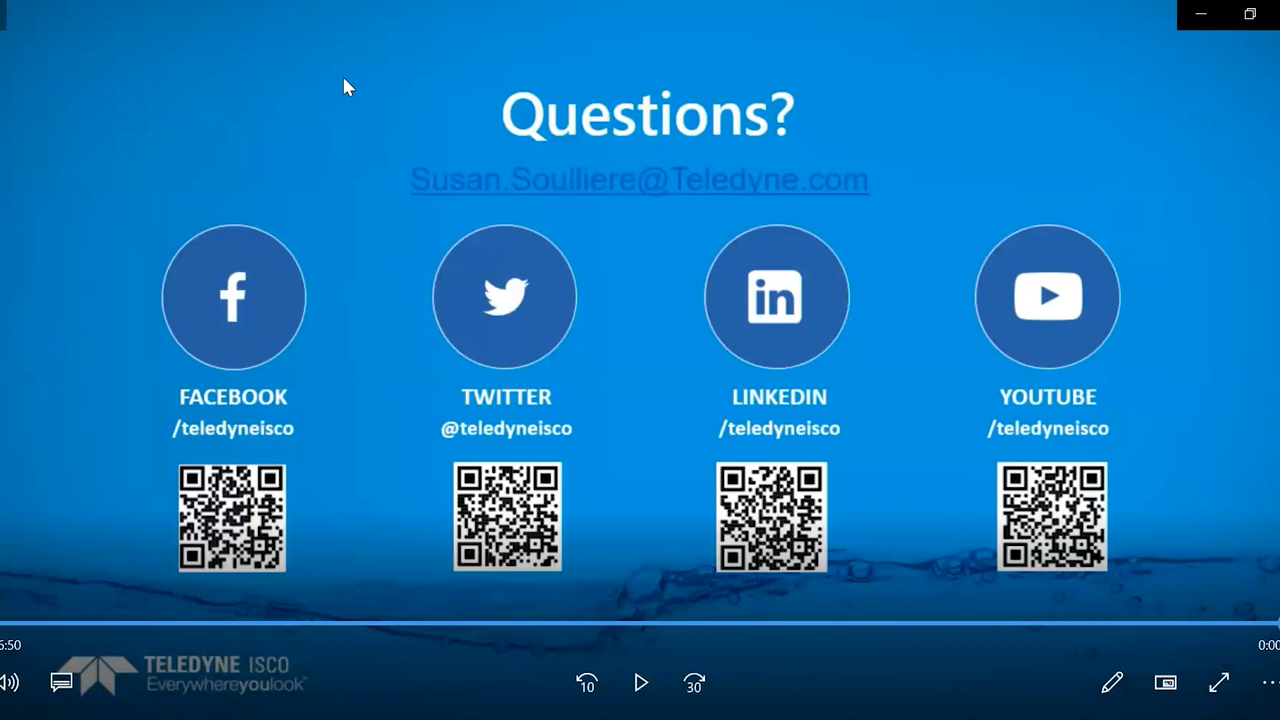 Questions?
Susan.Soulliere@Teledyne.com
FACEBOOK
/teledyneisco
TWITTER
@teledyneisco
LINKEDIN
/teledyneisco
YOUTUBE
/teledyneisco
:50
0:00
TELEDYNE ISCO
Everywhereyoulook
10
30